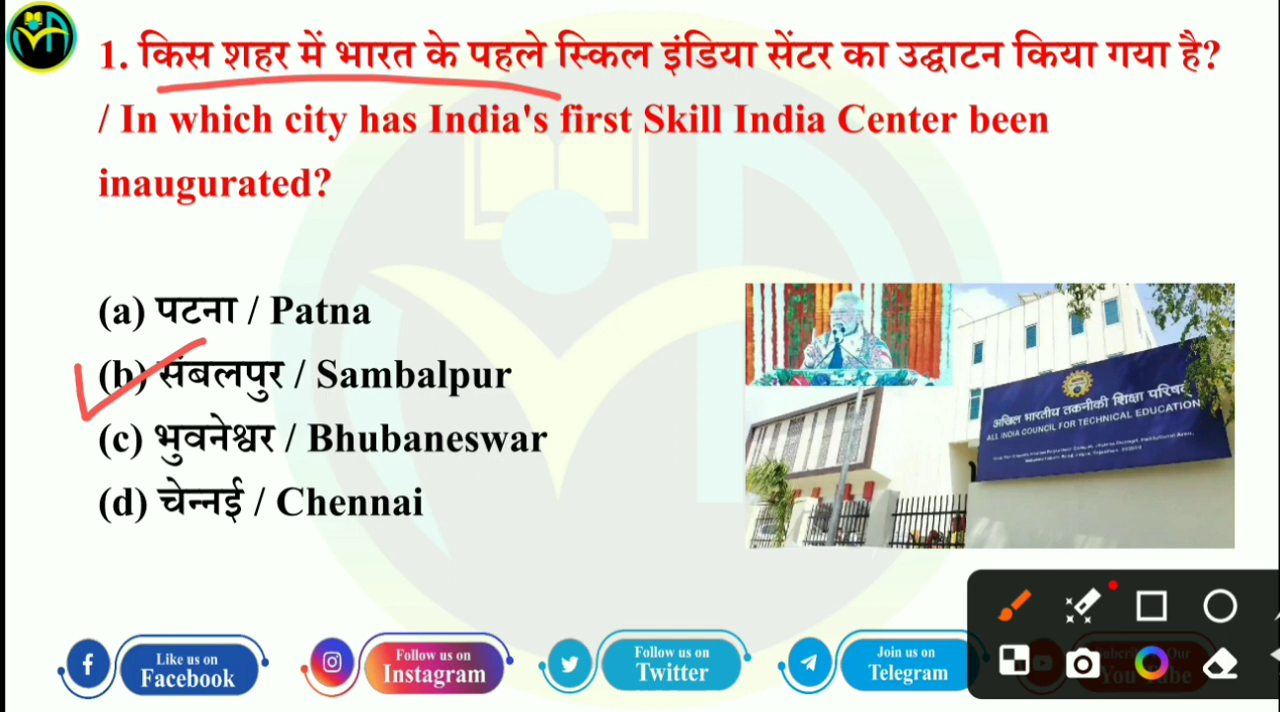 1. किस शहर में भारत के पहले स्किल इंडिया सेंटर का उद्घाटन किया गया है?
/ In which city has India's first Skill India Center been
inaugurated?
(a) पटना / Patna
(b) संबलपुर / Sambalpur
(c) भुवनेश्वर / Bhubaneswar
(d) चेन्नई / Chennai
अखिल भारतीय तकनीकी शिक्षा परिषद
ALL INDIA COUNCIL FOR TECHNICAL EDUCATION
Like us on
Facebook
Follow us on
Instagram
Follow us on
Twitter
Join us on
Telegram
Our
YouTube